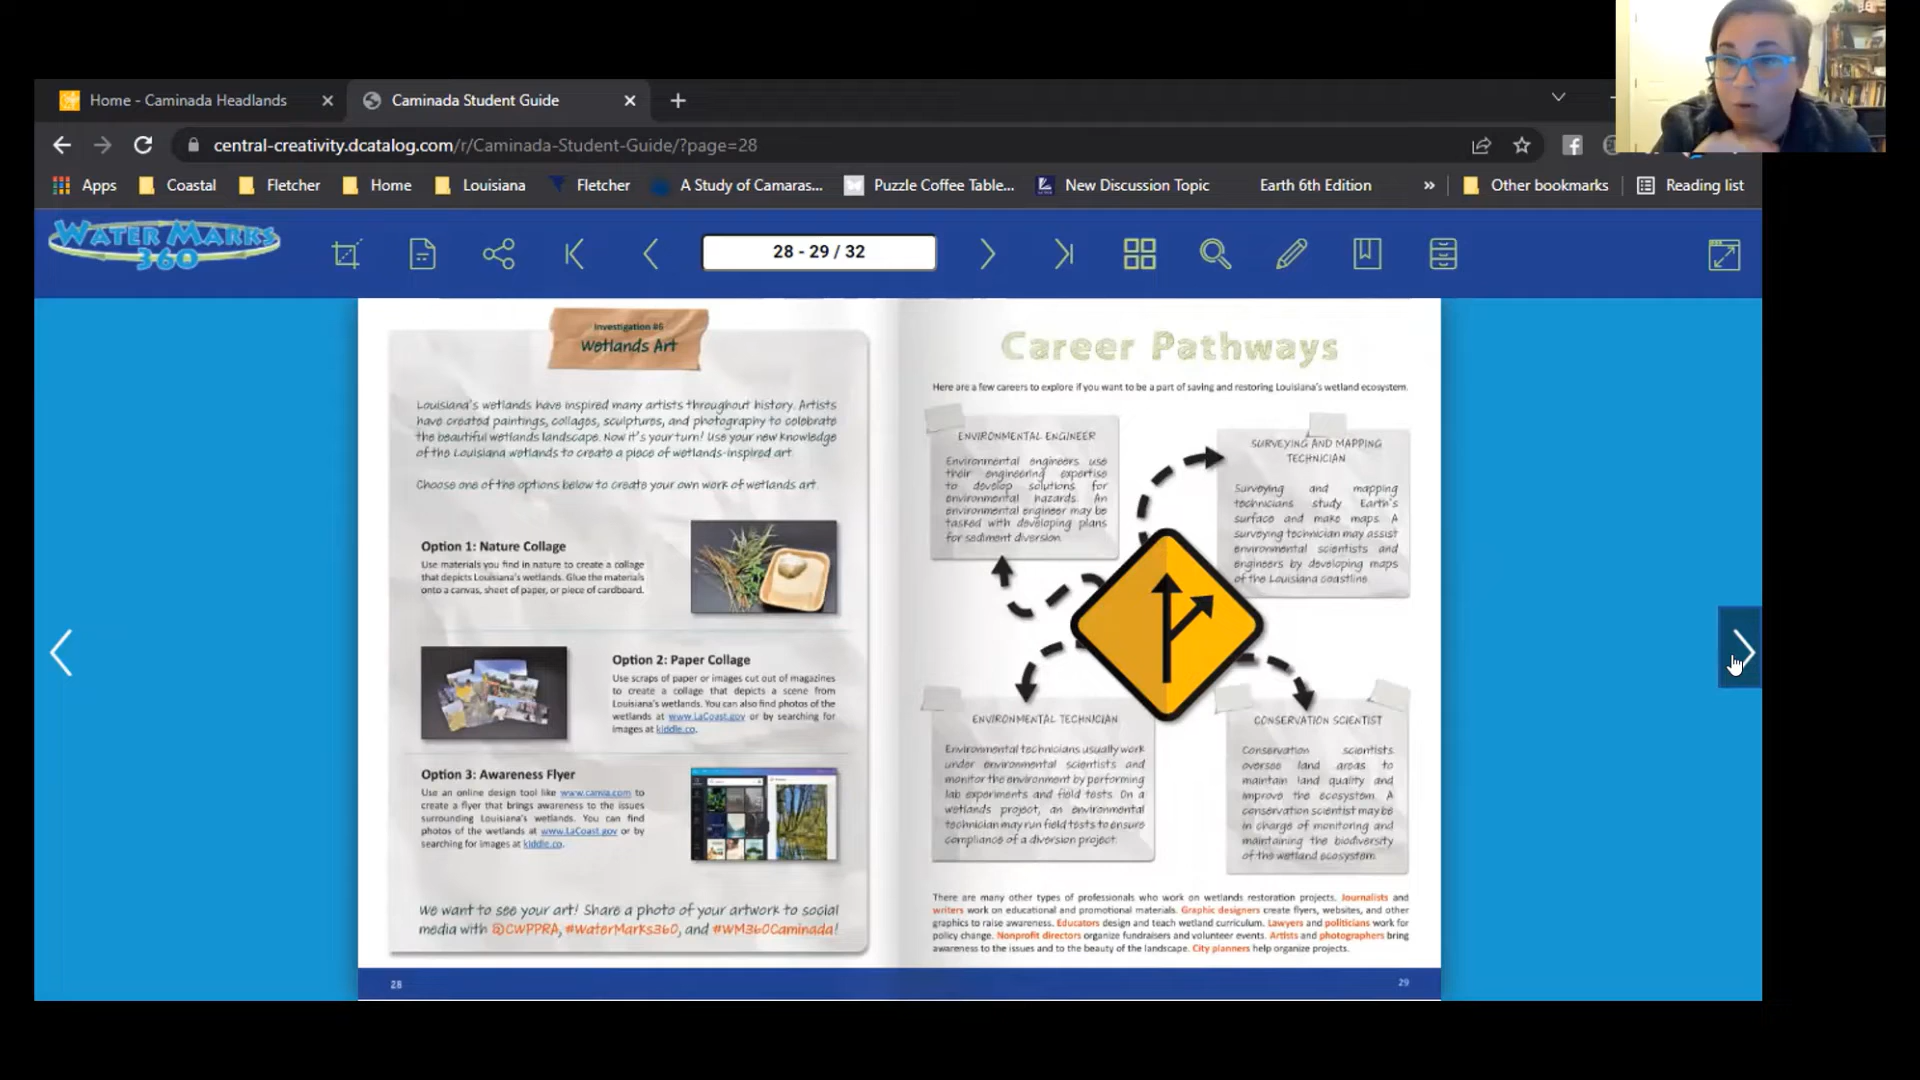 Home - Caminada Headlands
Caminada Student Guide
central-creativity.dcatalog.com/r/Caminada-Student-Guide/?page=28
Apps
Coastal
Fletcher
Home
Louisiana
Fletcher
A Study of Camaras...
Puzzle Coffee Table...
New Discussion Topic
Earth 6th Edition
»
Other bookmarks
Reading list
WATER MARKS
360
28 - 29 / 32
Investigation #6
Wetlands Art
Louisiana's wetlands have inspired many artists throughout history. Artists
have created paintings, collages, sculptures, and photography to celebrate
the beautiful wetlands landscape. Now it's your turn! Use your new knowledge
of the Louisiana wetlands to create a piece of wetlands-inspired art.
Choose one of the options below to create your own work of wetlands art.
Option 1: Nature Collage
Use materials you find in nature to create a collage
that depicts Louisiana's wetlands. Glue the materials
onto a canvas, sheet of paper, or piece of cardboard.
Option 2: Paper Collage
Use scraps of paper or images cut out of magazines
to create a collage that depicts a scene from
Louisiana's wetlands. You can also find photos of the
wetlands at www.LaCoast.gov or by searching for
images at kiddle.co.
Option 3: Awareness Flyer
Use an online design tool like www.canva.com to
create a flyer that brings awareness to the issues
surrounding Louisiana's wetlands. You can find
photos of the wetlands at www.LaCoast.gov or by
searching for images at kiddle.co.
We want to see your art! Share a photo of your artwork to social
media with @CWPPRA, #WaterMarks360, and #WM360Caminada!
28
Career Pathways
Here are a few careers to explore if you want to be a part of saving and restoring Louisiana's wetland ecosystem.
ENVIRONMENTAL ENGINEER
Environmental engineers use
their engineering expertise
to develop solutions for
environmental hazards. An
environmental engineer may be
tasked with developing plans
for sediment diversion.
SURVEYING AND MAPPING
TECHNICIAN
Surveying and mapping
technicians study Earth's
surface and make maps. A
surveying technician may assist
environmental scientists and
engineers by developing maps
of the Louisiana coastline.
ENVIRONMENTAL TECHNICIAN
Environmental technicians usually work
under environmental scientists and
monitor the environment by performing
lab experiments and field tests. On a
wetlands project, an environmental
technician may run field tests to ensure
compliance of a diversion project.
CONSERVATION SCIENTIST
Conservation scientists
oversee land areas to
maintain land quality and
improve the ecosystem. A
conservation scientist may be
in charge of monitoring and
maintaining the biodiversity
of the wetland ecosystem.
There are many other types of professionals who work on wetlands restoration projects. Journalists and
writers work on educational and promotional materials. Graphic designers create flyers, websites, and other
graphics to raise awareness. Educators design and teach wetland curriculum. Lawyers and politicians work for
policy change. Nonprofit directors organize fundraisers and volunteer events. Artists and photographers bring
awareness to the issues and to the beauty of the landscape. City planners help organize projects.
29